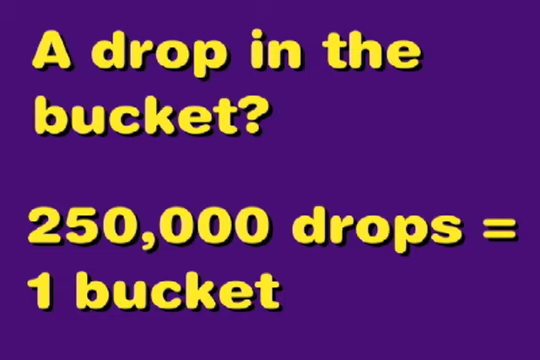 A drop in the
bucket?
250,000 drops =
1 bucket